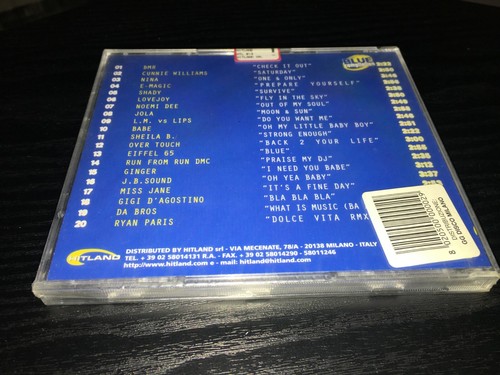 01 BMR "CHECK IT OUT"
02 CUNNIE WILLIAMS "SATURDAY"
03 NINA "ONE & ONLY"
04 E-MAGIC "PREPARE YOURSELF"
05 SHADY "SURVIVE"
06 LOVEJOY "FLY IN THE SKY"
07 NOEMI DEE "OUT OF MY SOUL"
08 JOLA "MOON & SUN"
09 L.M. vs LIPS "DO YOU WANT ME"
10 BABE "OH MY LITTLE BABY BOY"
11 SHEILA B. "STRONG ENOUGH"
12 OVER TOUCH "BACK 2 YOUR LIFE"
13 EIFFEL 65 "BLUE"
14 RUN FROM RUN DMC "PRAISE MY DJ"
15 GINGER "I NEED YOU BABE"
16 J.B.SOUND "OH YEA BABY"
17 MISS JANE "IT'S A FINE DAY"
18 GIGI D'AGOSTINO "BLA BLA BLA"
19 DA BROS "WHAT IS MUSIC (BA
20 RYAN PARIS "DOLCE VITA RMX
HITLAND
DISTRIBUTED BY HITLAND srl - VIA MECENATE, 78/A - 20138 MILANO - ITALY
TEL. + 39 02 58014131 R.A. - FAX. + 39 02 58014290 - 58011246
http://www.hitland.com - hitland@hitland.com
DISTRIBUZIONE:
GLOBAL MILANO